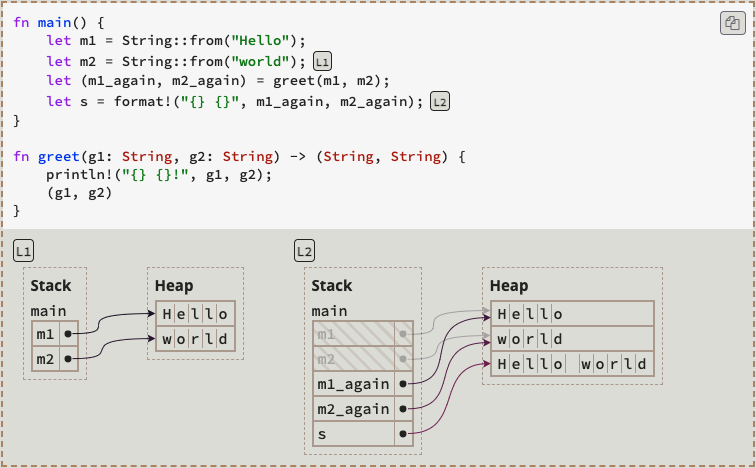 fn main() {
    let m1 = String::from("Hello");
    let m2 = String::from("world"); L1
    let (m1_again, m2_again) = greet(m1, m2);
    let s = format!("{} {}", m1_again, m2_again); L2
}
fn greet(g1: String, g2: String) -> (String, String) {
    println!("{} {}!", g1, g2);
    (g1, g2)
}
L1
Stack
main
m1
m2
Heap
Hello
world
L2
Stack
main
m1
m2
m1_again
m2_again
s
Heap
Hello
world
Hello world